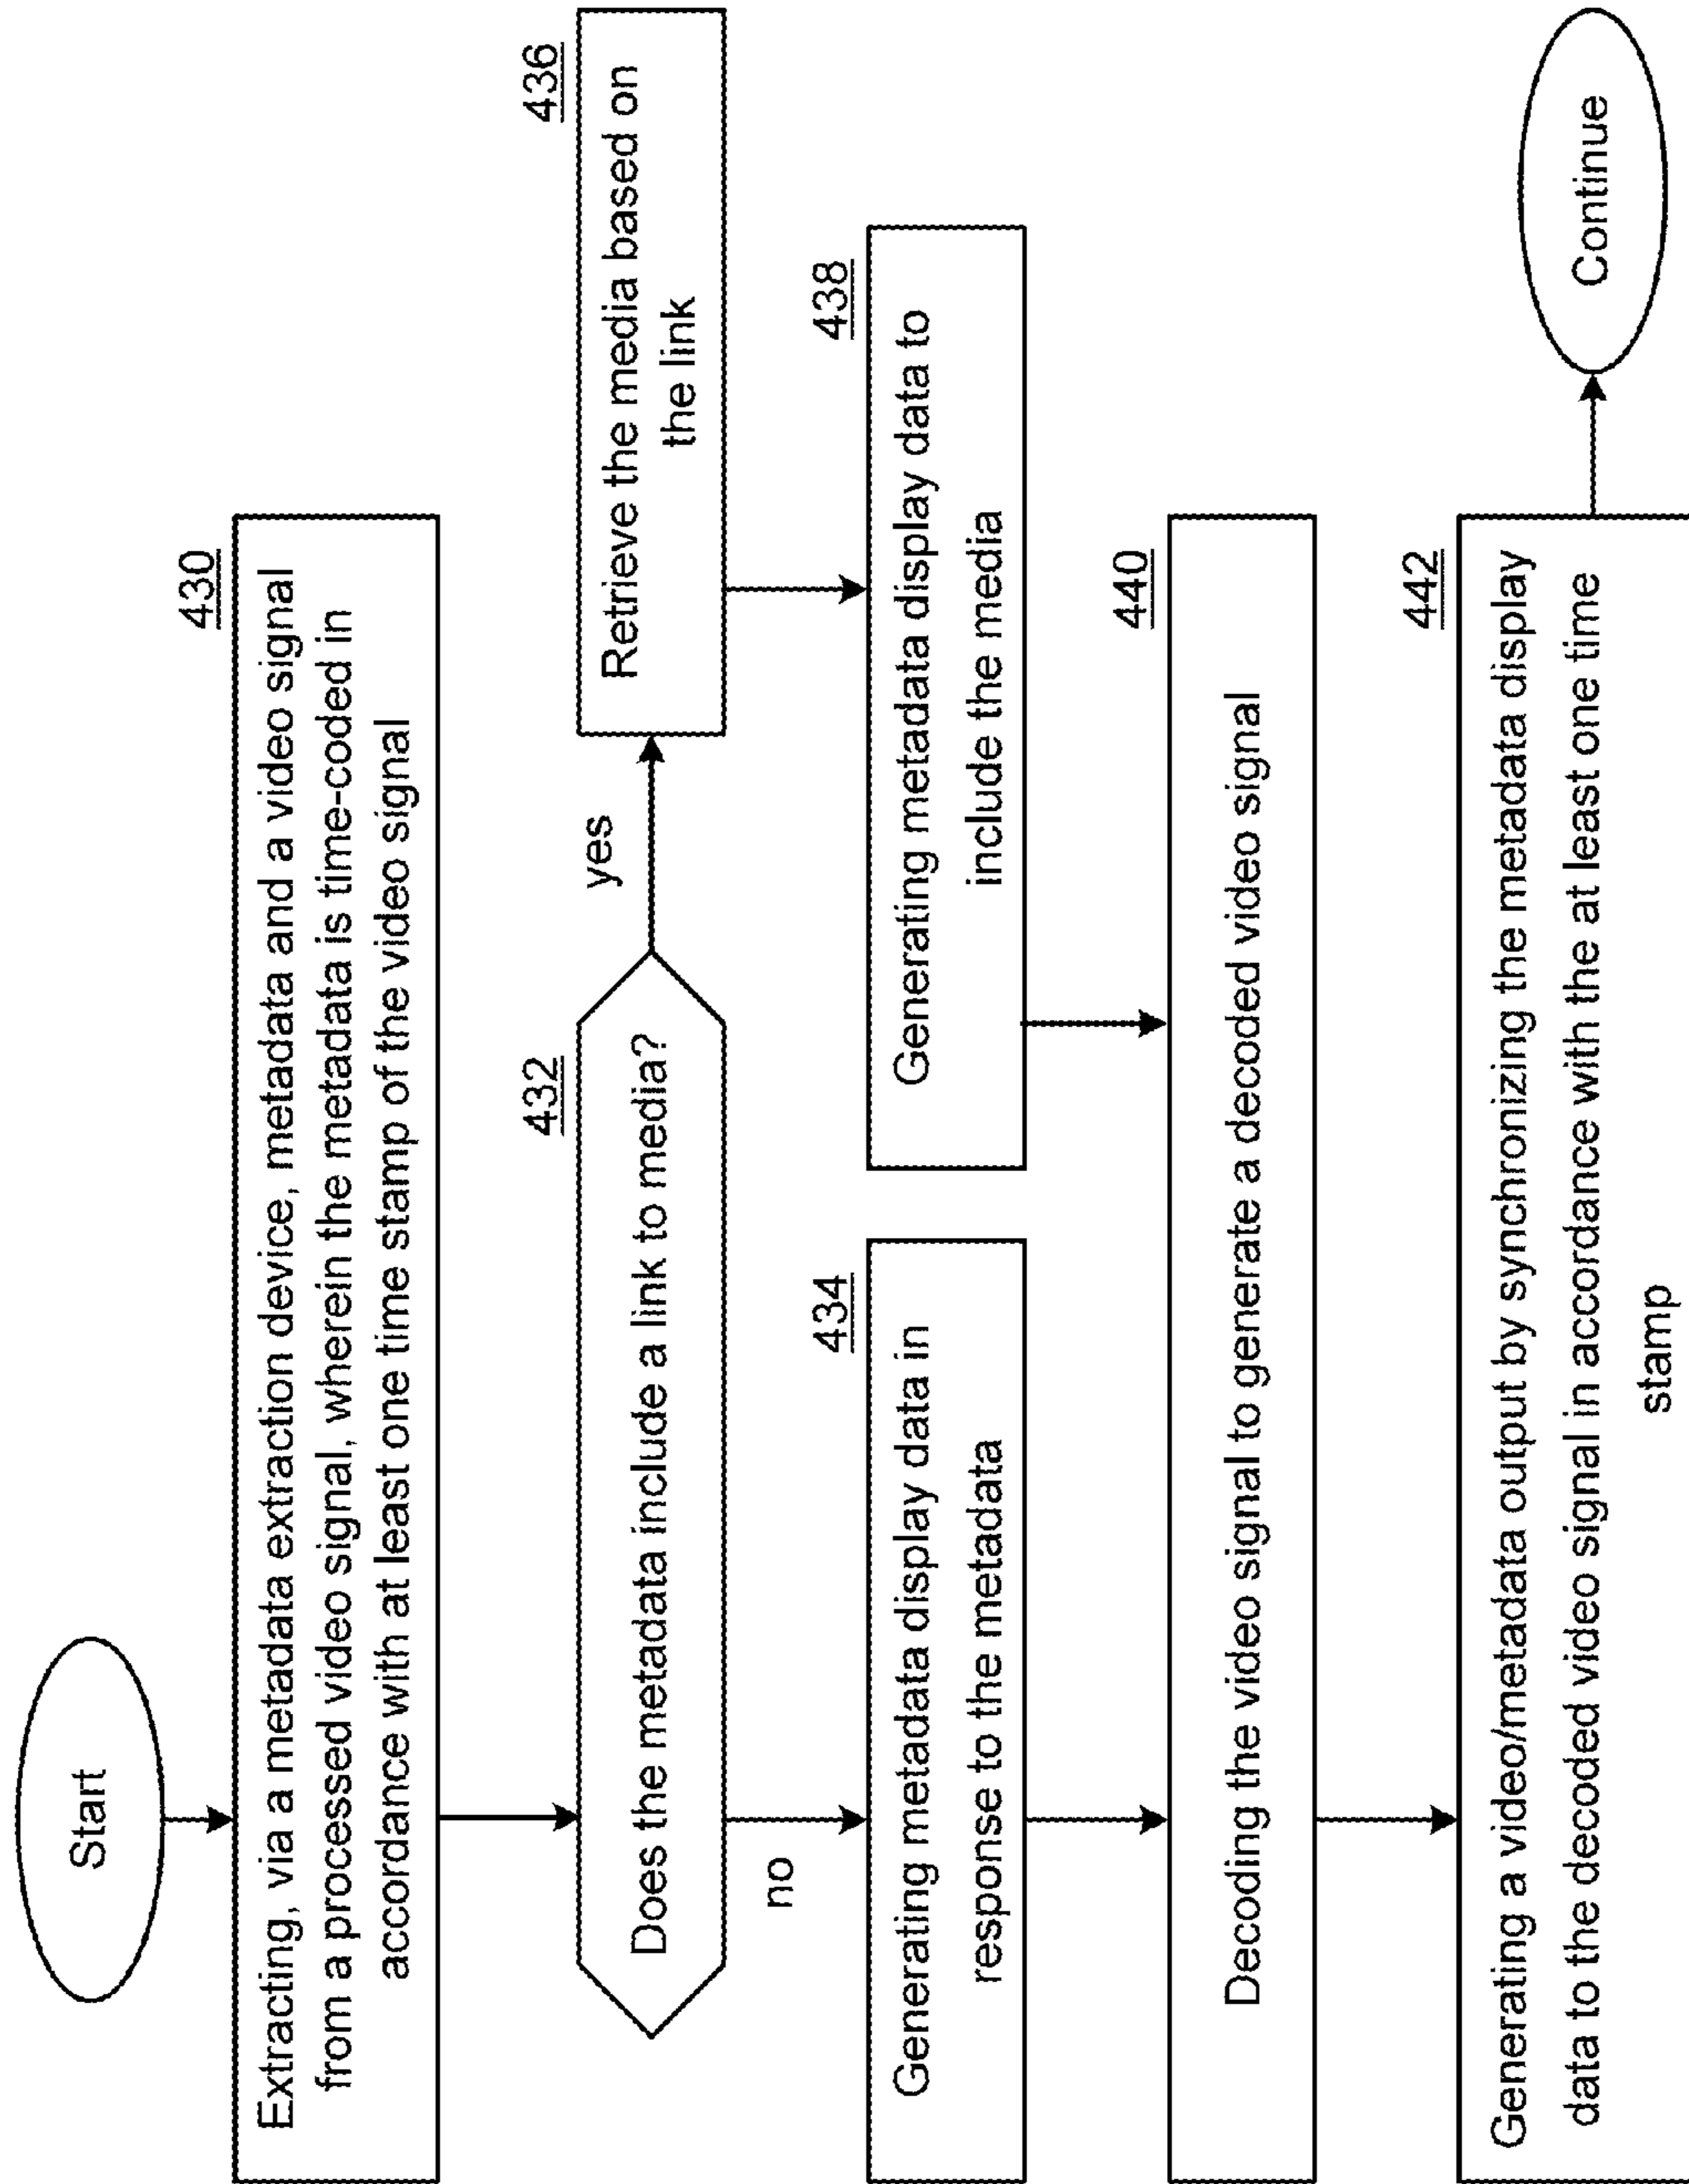 Start
430
Extracting, via a metadata extraction device, metadata and a video signal
from a processed video signal, wherein the metadata is time-coded in
accordance with at least one time stamp of the video signal
432
Does the metadata include a link to media?
yes
436
Retrieve the media based on
the link
no
434
Generating metadata display data in
response to the metadata
438
Generating metadata display data to
include the media
440
Decoding the video signal to generate a decoded video signal
442
Generating a video/metadata output by synchronizing the metadata display
data to the decoded video signal in accordance with the at least one time
stamp
Continue